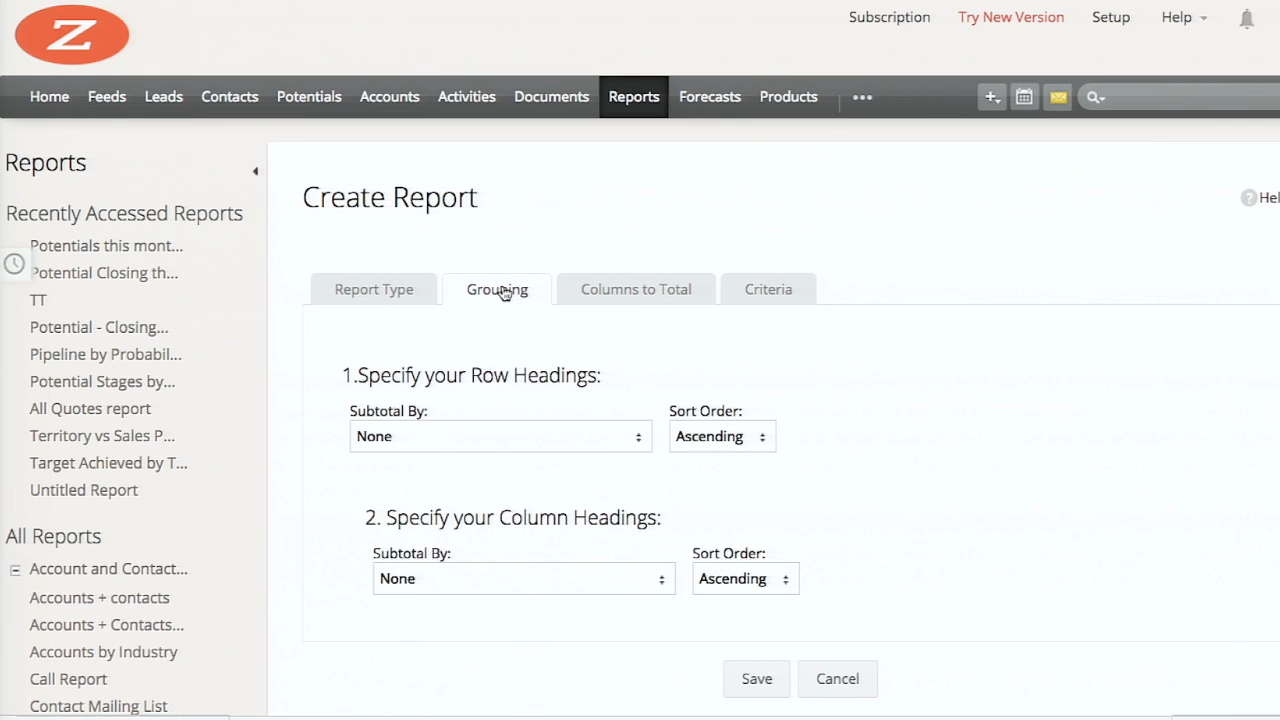 Z
Subscription
Try New Version
Setup
Help
Home
Feeds
Leads
Contacts
Potentials
Accounts
Activities
Documents
Reports
Forecasts
Products
Reports
Recently Accessed Reports
Potentials this mont...
Potential Closing th...
TT
Potential - Closing...
Pipeline by Probabil...
Potential Stages by...
All Quotes report
Territory vs Sales P...
Target Achieved by T...
Untitled Report
All Reports
Account and Contact...
Accounts + contacts
Accounts + Contacts...
Accounts by Industry
Call Report
Contact Mailing List
Create Report
Hel
Report Type
Grouping
Columns to Total
Criteria
1.Specify your Row Headings:
Subtotal By:
Sort Order:
None
Ascending
2. Specify your Column Headings:
Subtotal By:
Sort Order:
None
Ascending
Save
Cancel